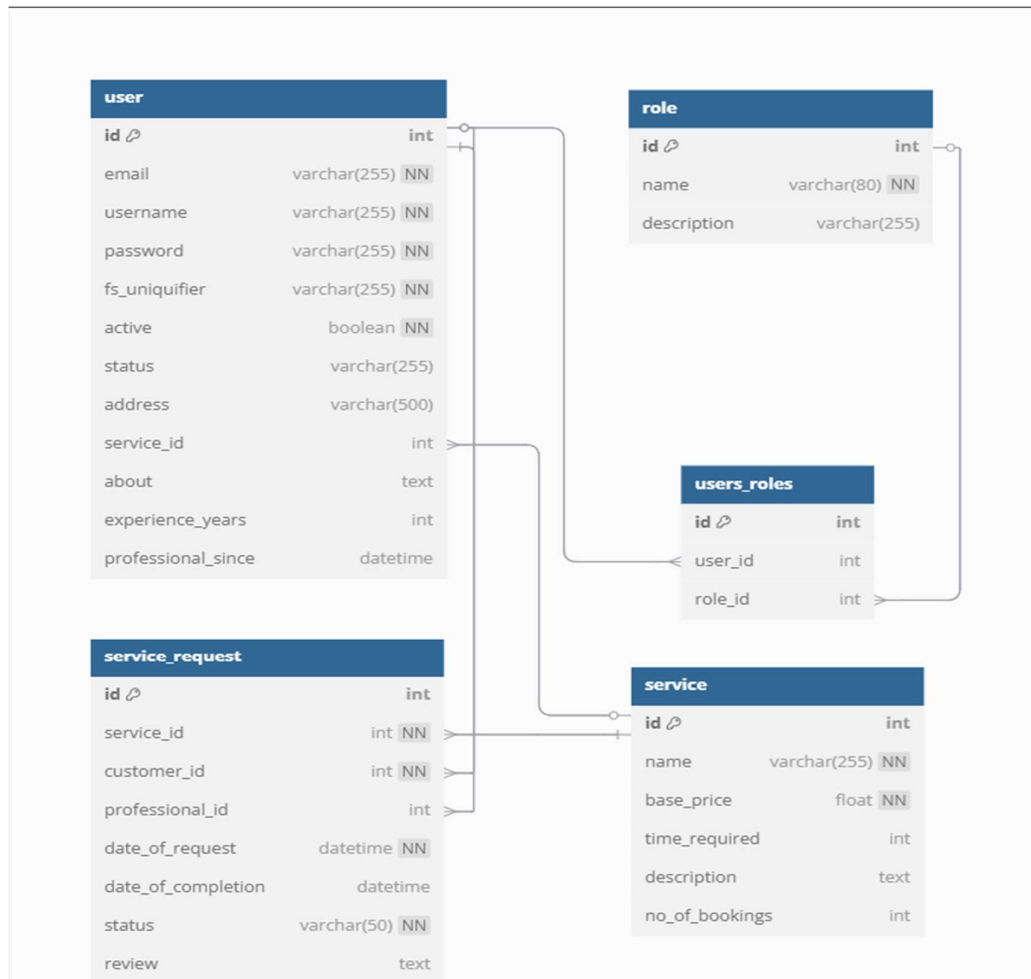 user
id int
email varchar(255) NN
username varchar(255) NN
password varchar(255) NN
fs_uniquifier varchar(255) NN
active boolean NN
status varchar(255)
address varchar(500)
service_id int
about text
experience_years int
professional_since datetime
role
id int
name varchar(80) NN
description varchar(255)
users_roles
id int
user_id int
role_id int
service_request
id int
service_id int NN
customer_id int NN
professional_id int
date_of_request datetime NN
date_of_completion datetime
status varchar(50) NN
review text
service
id int
name varchar(255) NN
base_price float NN
time_required int
description text
no_of_bookings int